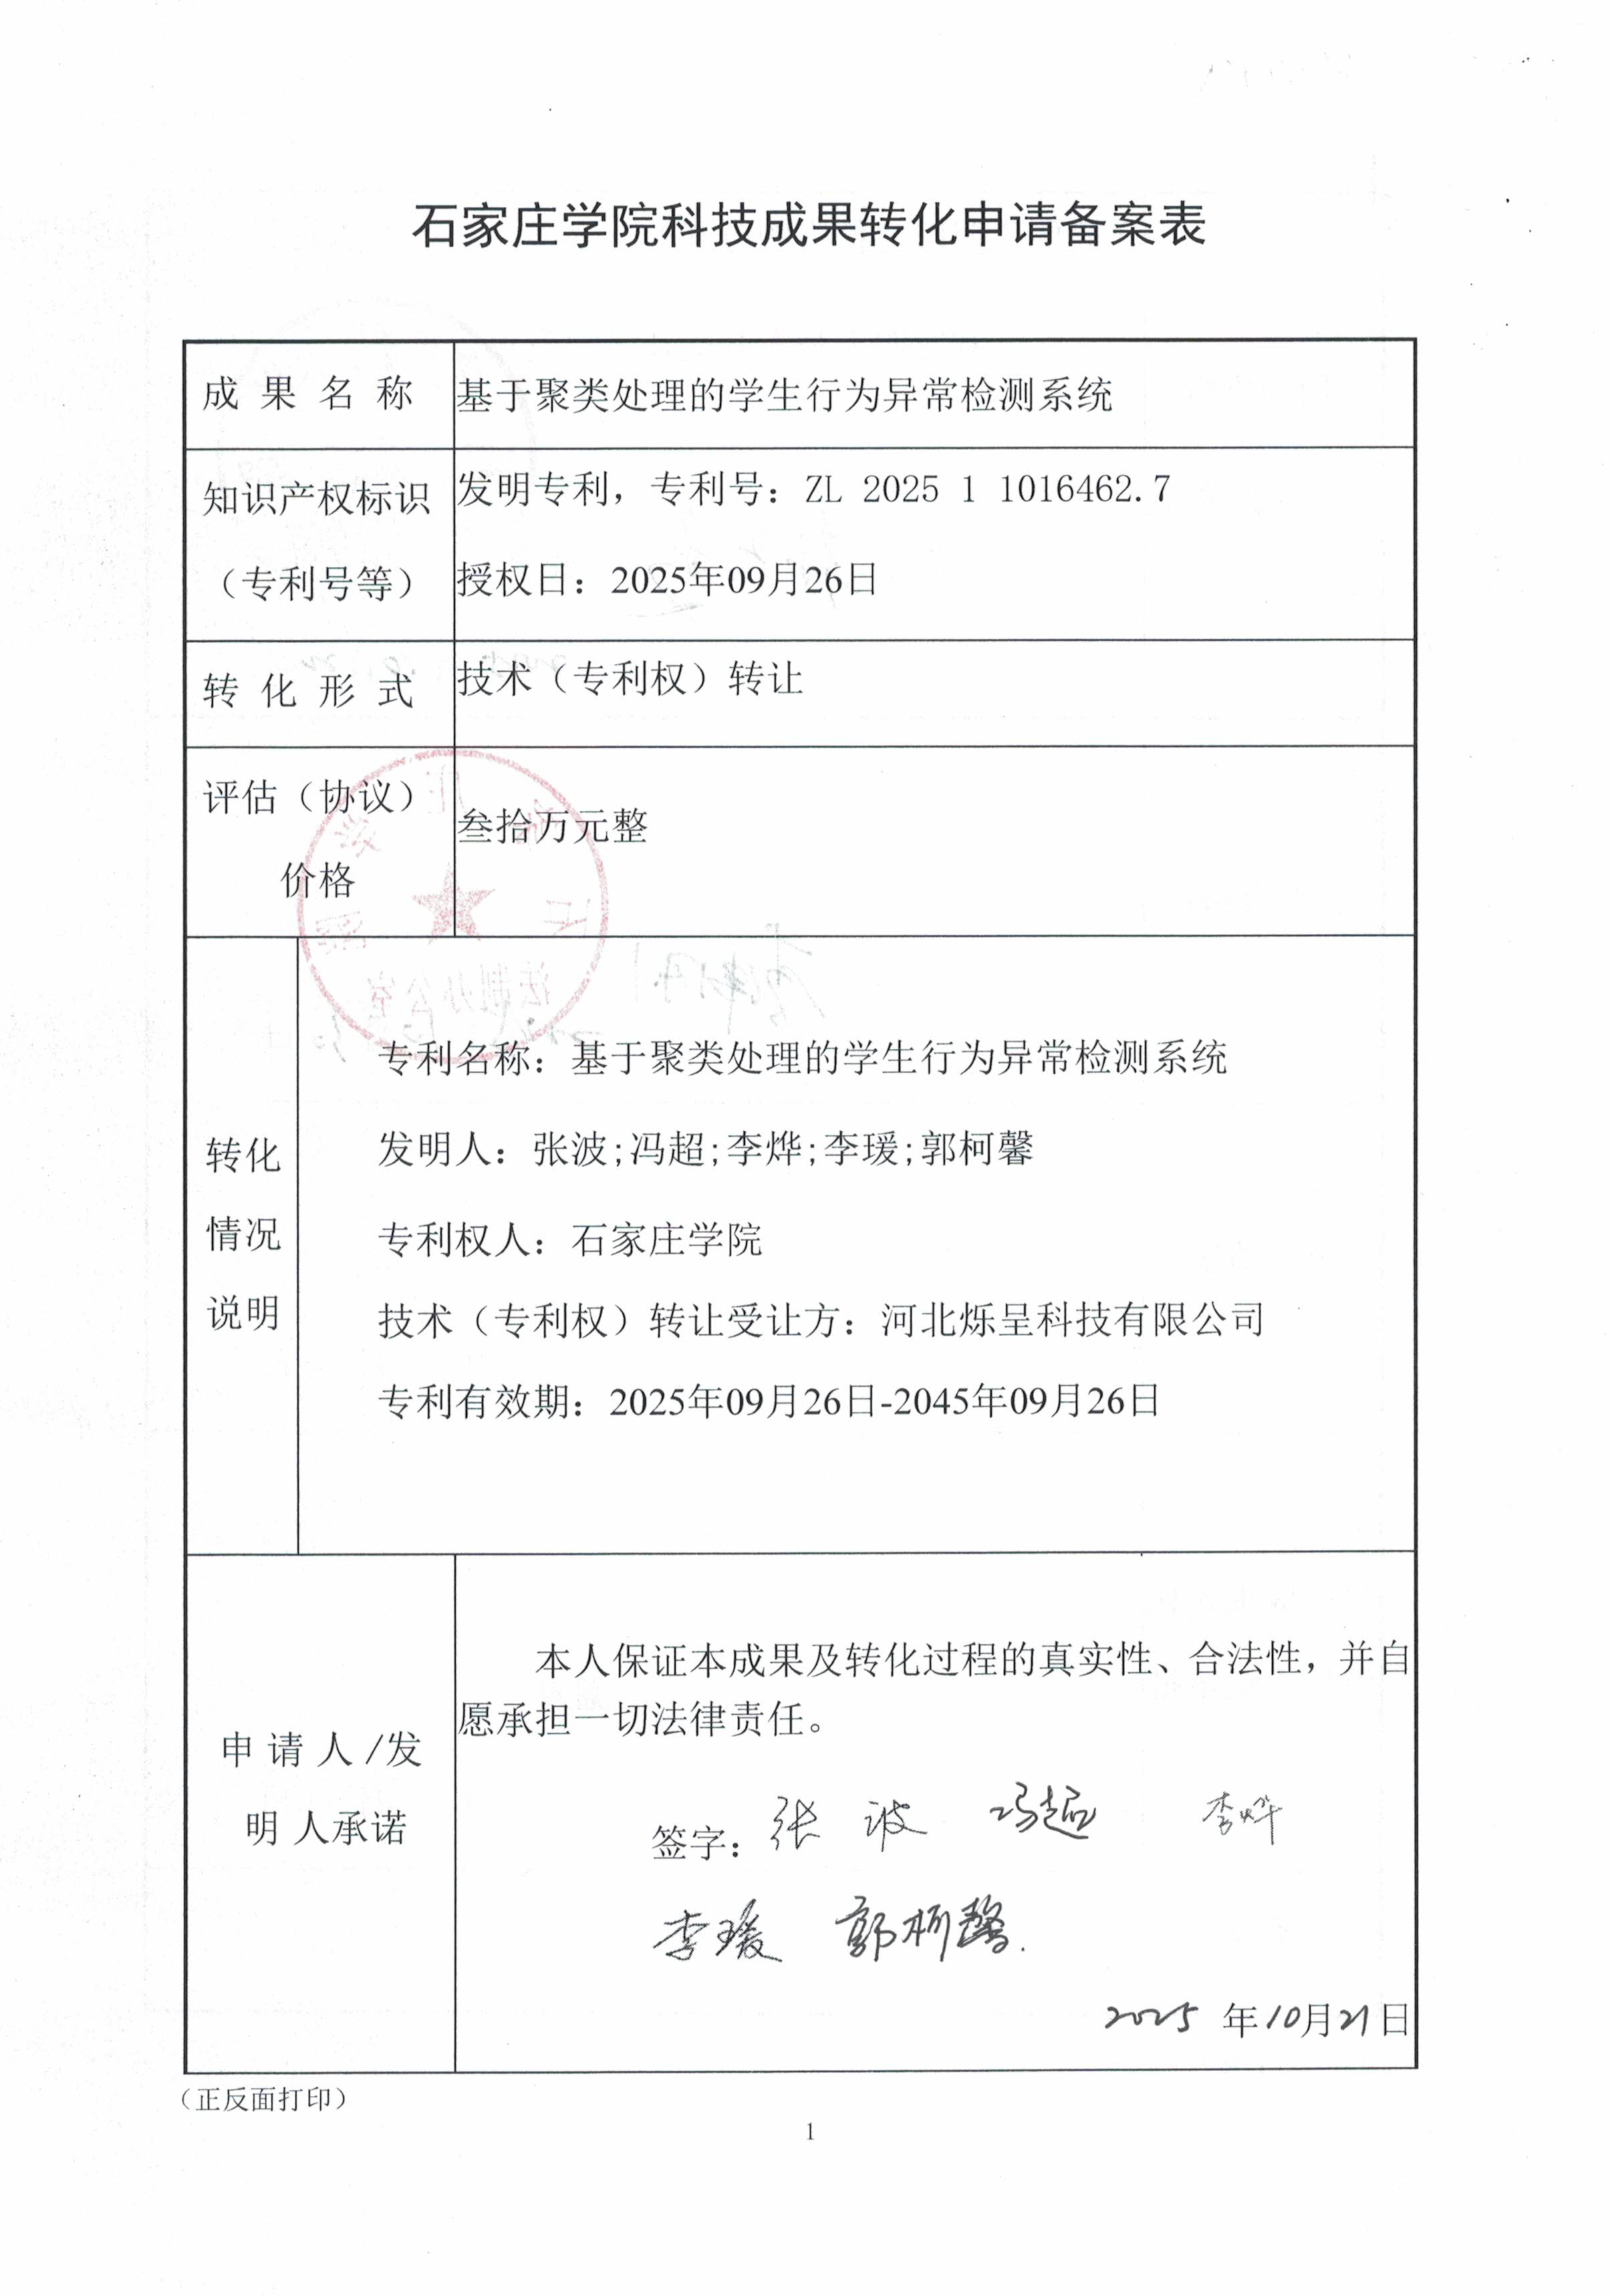 石家庄学院科技成果转化申请备案表
成果名称
基于聚类处理的学生行为异常检测系统
知识产权标识
（专利号等）
发明专利，专利号：ZL 2025 1 1016462.7
授权日：2025年09月26日
转化形式
技术（专利权）转让
评估（协议）
价格
叁拾万元整
转化
情况
说明
专利名称：基于聚类处理的学生行为异常检测系统
发明人：张波;冯超;李烨;李瑗;郭柯馨
专利权人：石家庄学院
技术（专利权）转让受让方：河北烁呈科技有限公司
专利有效期：2025年09月26日-2045年09月26日
申请人/发
明人承诺
本人保证本成果及转化过程的真实性、合法性，并自
愿承担一切法律责任。
签字：张波 冯超 李烨
李瑗 郭柯馨
2025年10月21日
（正反面打印）
1